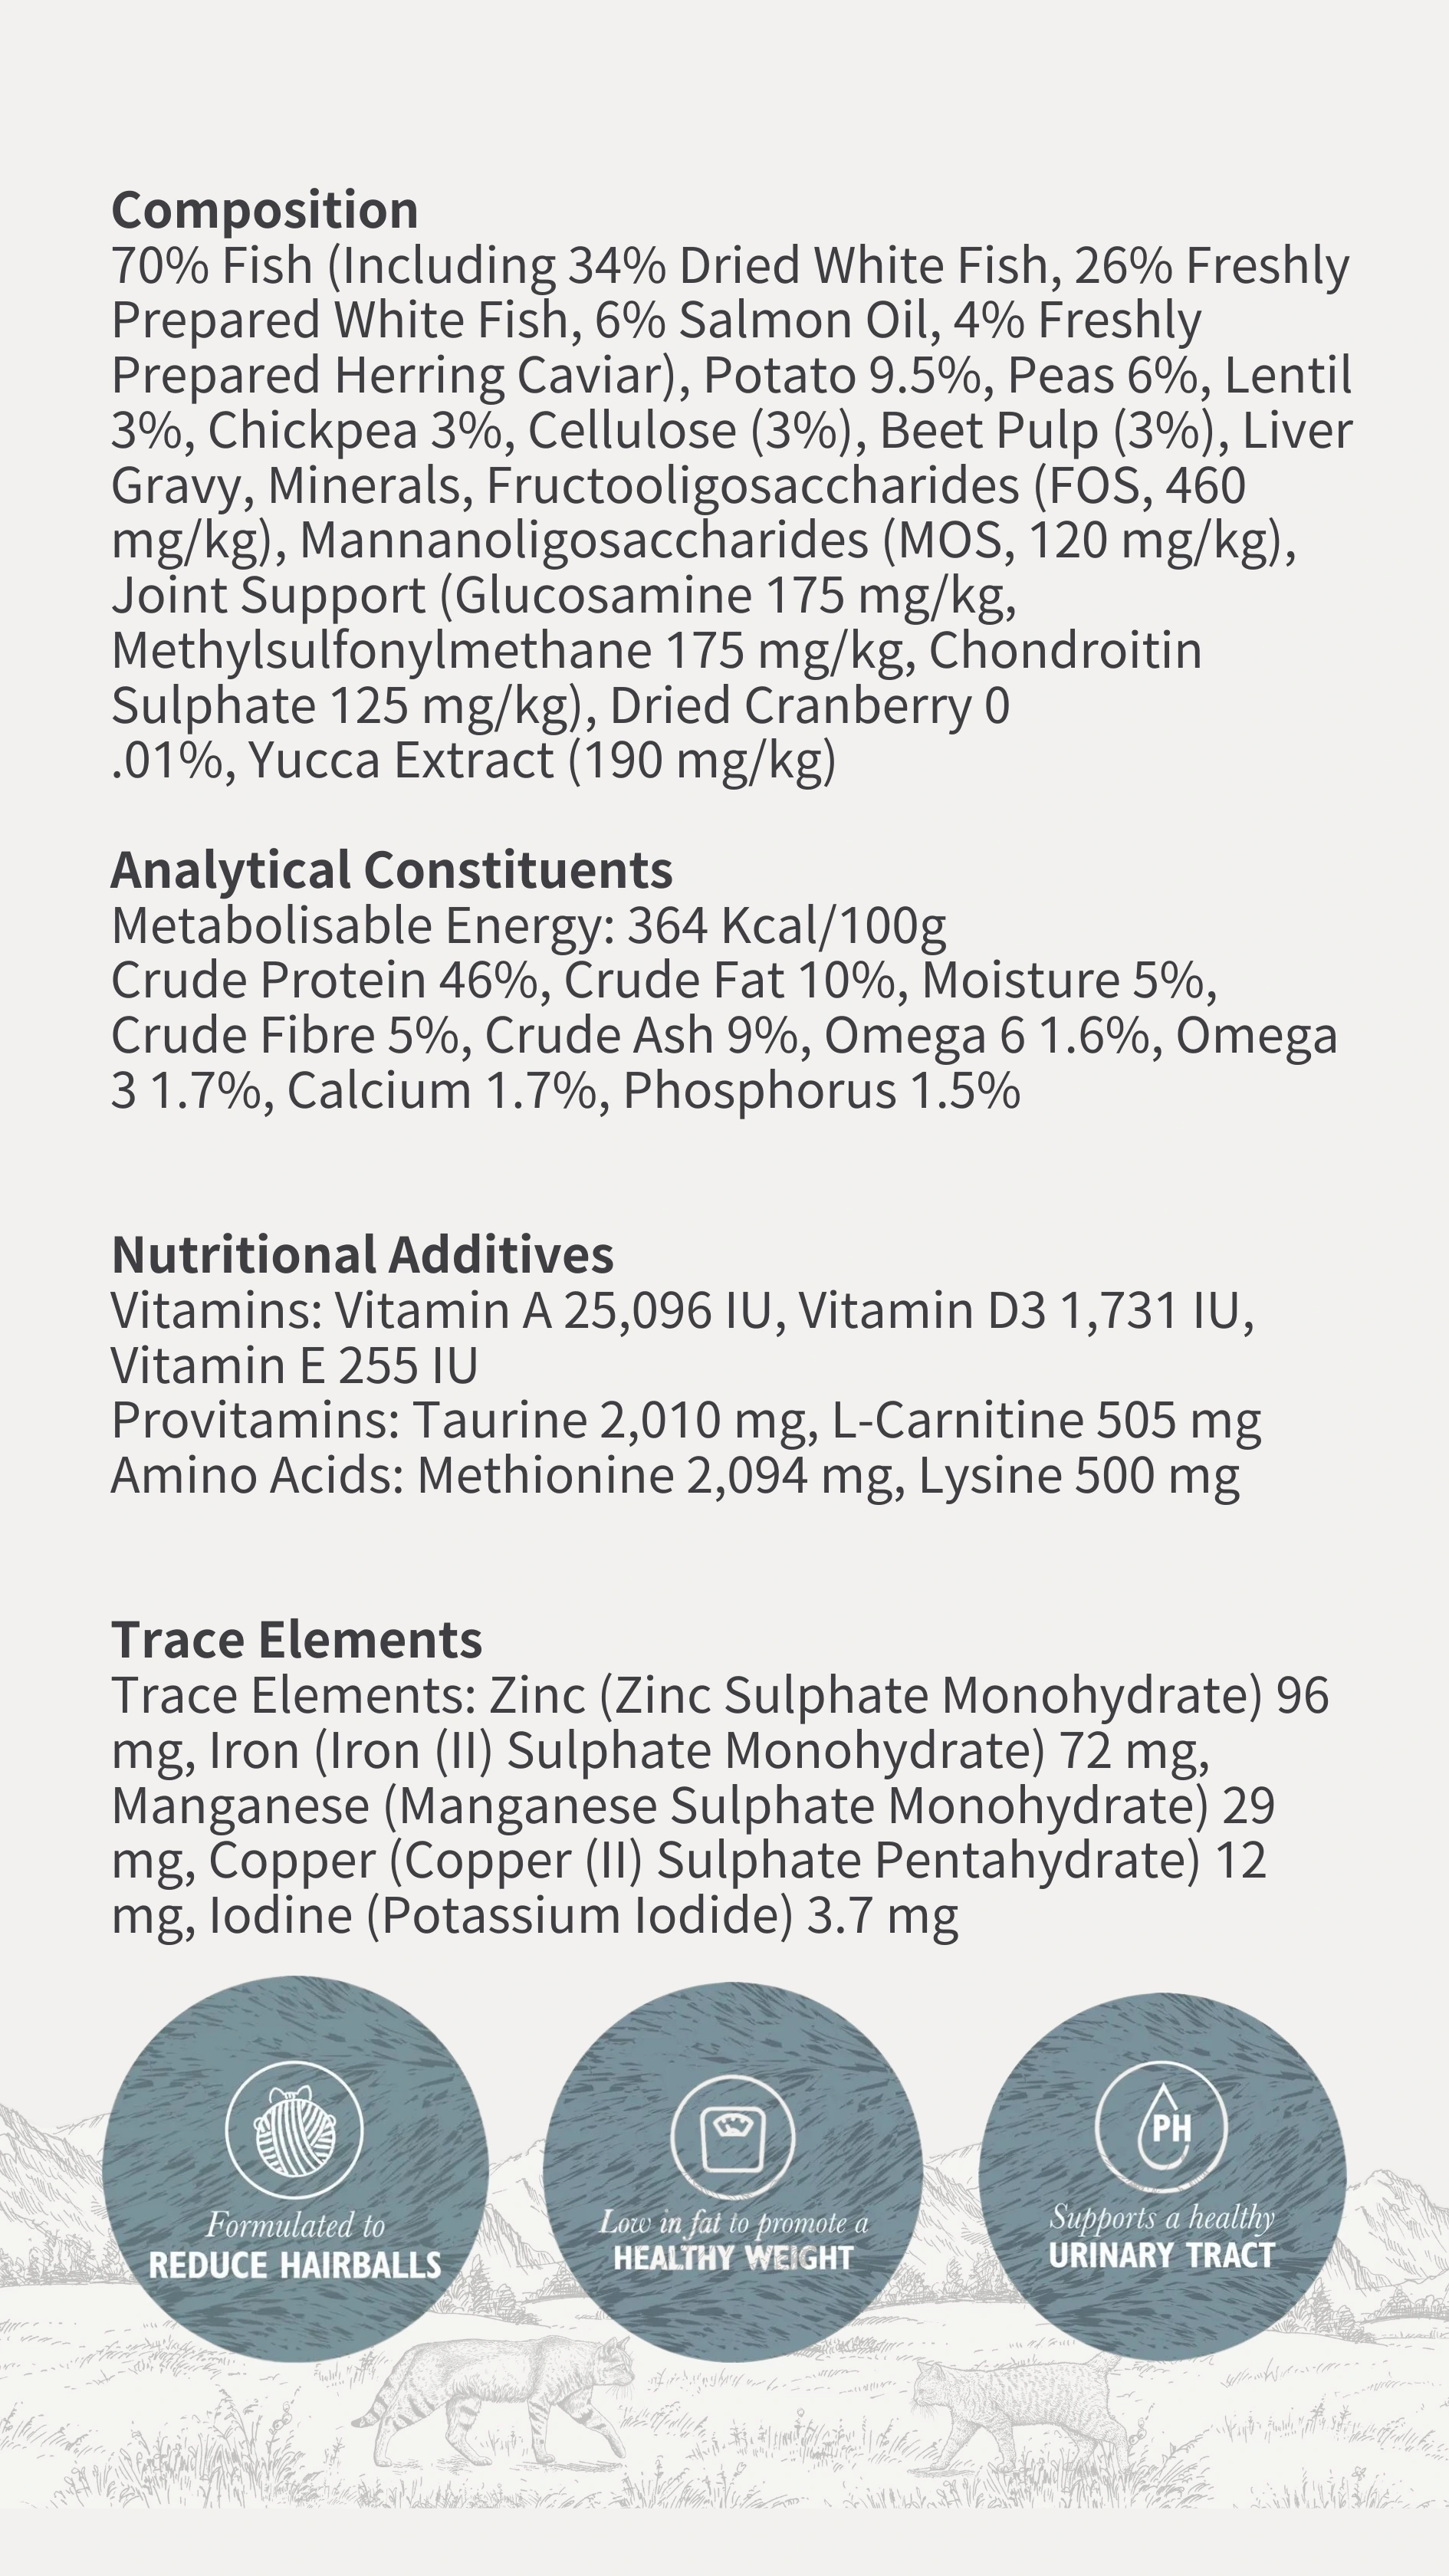 Composition
70% Fish (Including 34% Dried White Fish, 26% Freshly
Prepared White Fish, 6% Salmon Oil, 4% Freshly
Prepared Herring Caviar), Potato 9.5%, Peas 6%, Lentil
3%, Chickpea 3%, Cellulose (3%), Beet Pulp (3%), Liver
Gravy, Minerals, Fructooligosaccharides (FOS, 460
mg/kg), Mannanoligosaccharides (MOS, 120 mg/kg),
Joint Support (Glucosamine 175 mg/kg,
Methylsulfonylmethane 175 mg/kg, Chondroitin
Sulphate 125 mg/kg), Dried Cranberry 0
.01%, Yucca Extract (190 mg/kg)
Analytical Constituents
Metabolisable Energy: 364 Kcal/100g
Crude Protein 46%, Crude Fat 10%, Moisture 5%,
Crude Fibre 5%, Crude Ash 9%, Omega 6 1.6%, Omega
3 1.7%, Calcium 1.7%, Phosphorus 1.5%
Nutritional Additives
Vitamins: Vitamin A 25,096 IU, Vitamin D3 1,731 IU,
Vitamin E 255 IU
Provitamins: Taurine 2,010 mg, L-Carnitine 505 mg
Amino Acids: Methionine 2,094 mg, Lysine 500 mg
Trace Elements
Trace Elements: Zinc (Zinc Sulphate Monohydrate) 96
mg, Iron (Iron (II) Sulphate Monohydrate) 72 mg,
Manganese (Manganese Sulphate Monohydrate) 29
mg, Copper (Copper (II) Sulphate Pentahydrate) 12
mg, Iodine (Potassium Iodide) 3.7 mg
Formulated to
REDUCE HAIRBALLS
Low in fat to promote a
HEALTHY WEIGHT
PH
Supports a healthy
URINARY TRACT